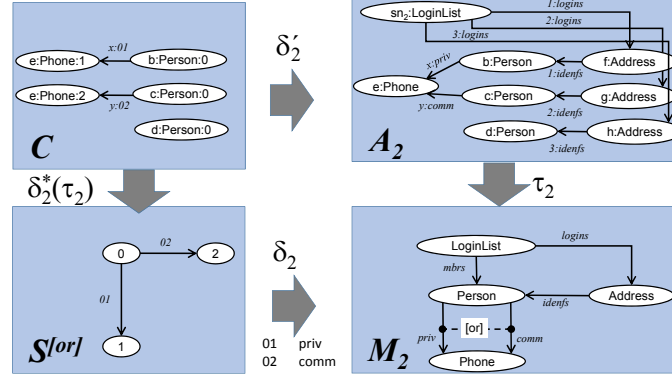 x:01
e:Phone:1
b:Person:0
e:Phone:2
c:Person:0
y:02
d:Person:0
C
δ´2
sn2:LoginList
1:logins
2:logins
3:logins
x:priv
b:Person
f:Address
1:idenfs
e:Phone
y:comm
c:Person
g:Address
2:idenfs
d:Person
h:Address
3:idenfs
A2
δ2*(τ2)
τ2
0
02
2
01
1
S[or]
δ2
01 priv
02 comm
LoginList
logins
mbrs
Person
Address
idenfs
[or]
priv
comm
Phone
M2